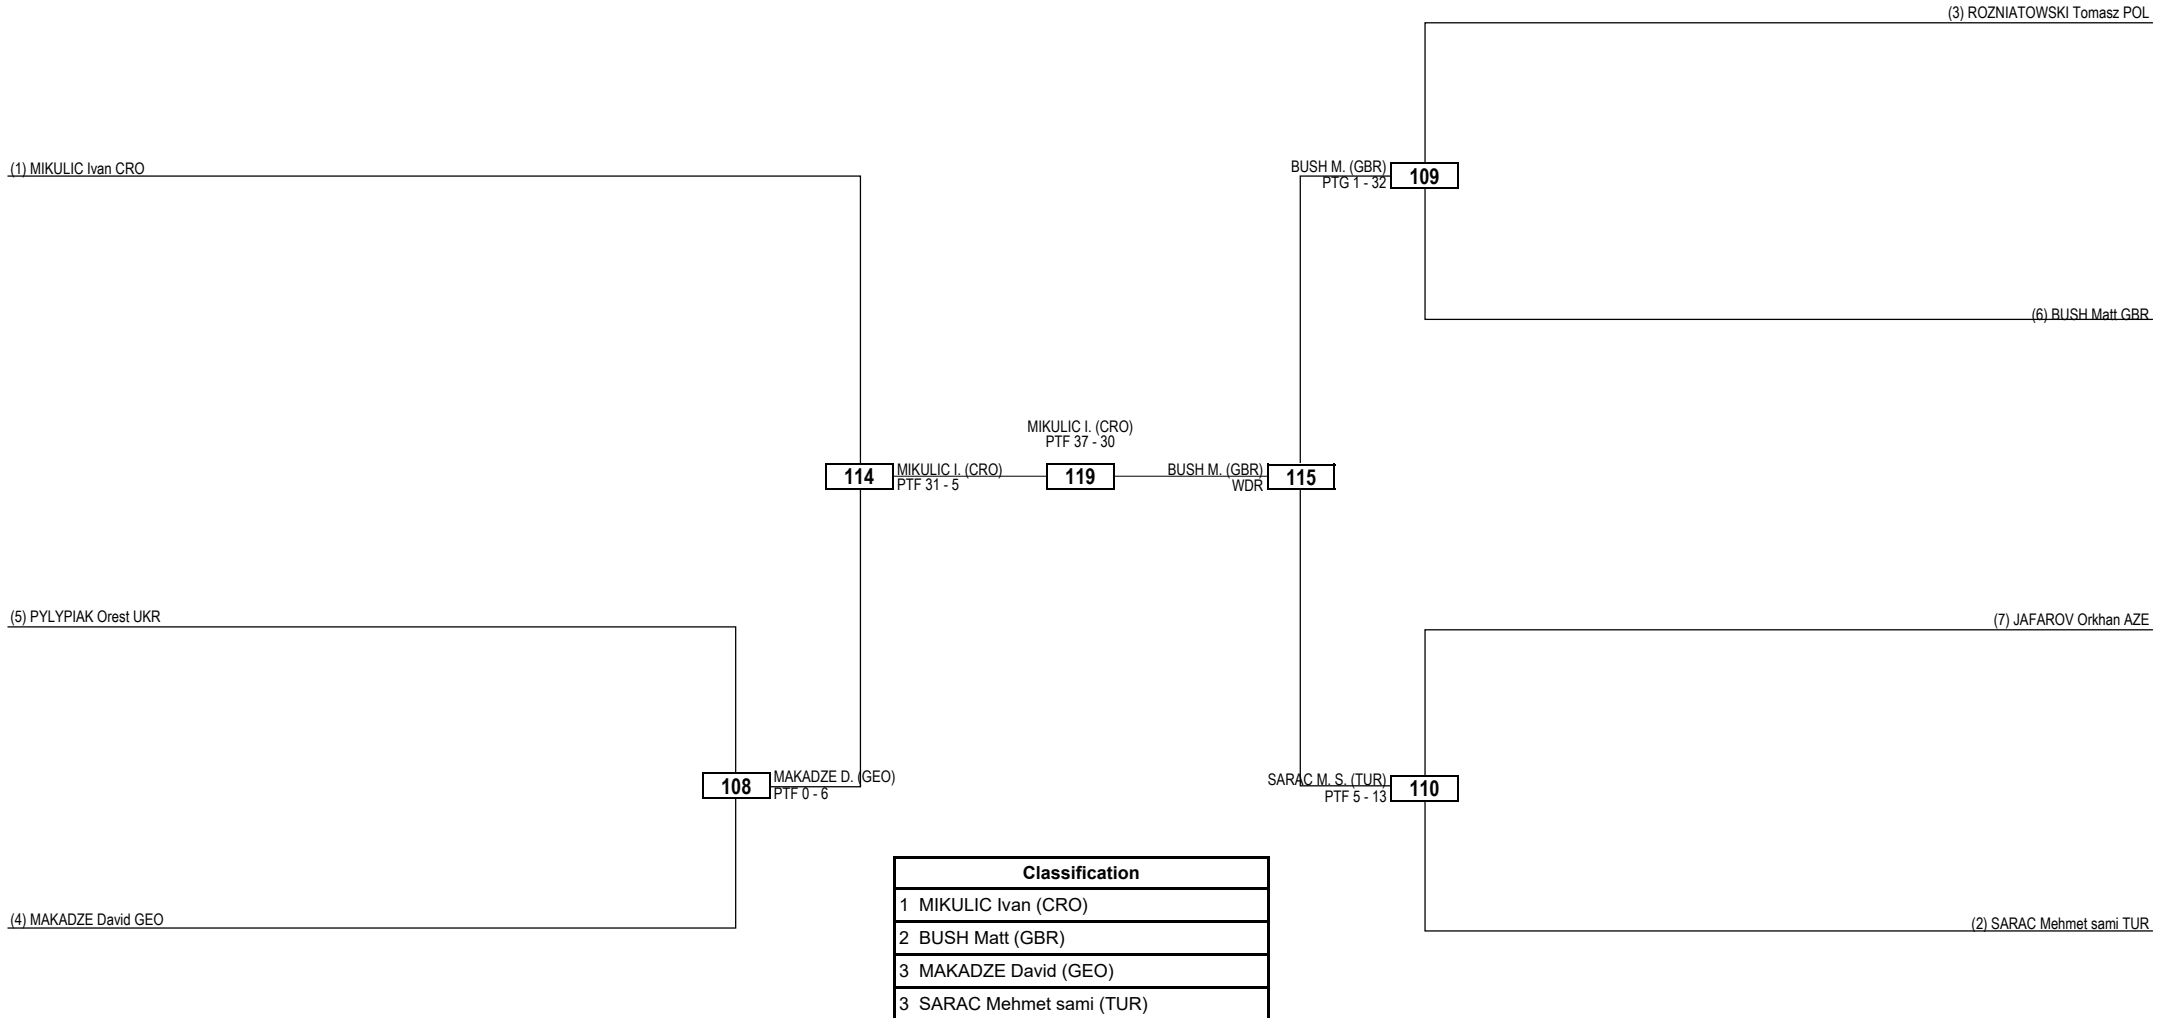 (3) ROZNIATOWSKI Tomasz POL
(1) MIKULIC Ivan CRO
BUSH M. (GBR)
PTG 1 - 32
109
(6) BUSH Matt GBR
MIKULIC I. (CRO)
PTF 37 - 30
114
MIKULIC I. (CRO)
PTF 31 - 5
119
BUSH M. (GBR)
WDR
115
(5) PYLYPIAK Orest UKR
(7) JAFAROV Orkhan AZE
108
MAKADZE D. (GEO)
PTF 0 - 6
SARAC M. S. (TUR)
PTF 5 - 13
110
(4) MAKADZE David GEO
(2) SARAC Mehmet sami TUR
Classification
1 MIKULIC Ivan (CRO)
2 BUSH Matt (GBR)
3 MAKADZE David (GEO)
3 SARAC Mehmet sami (TUR)